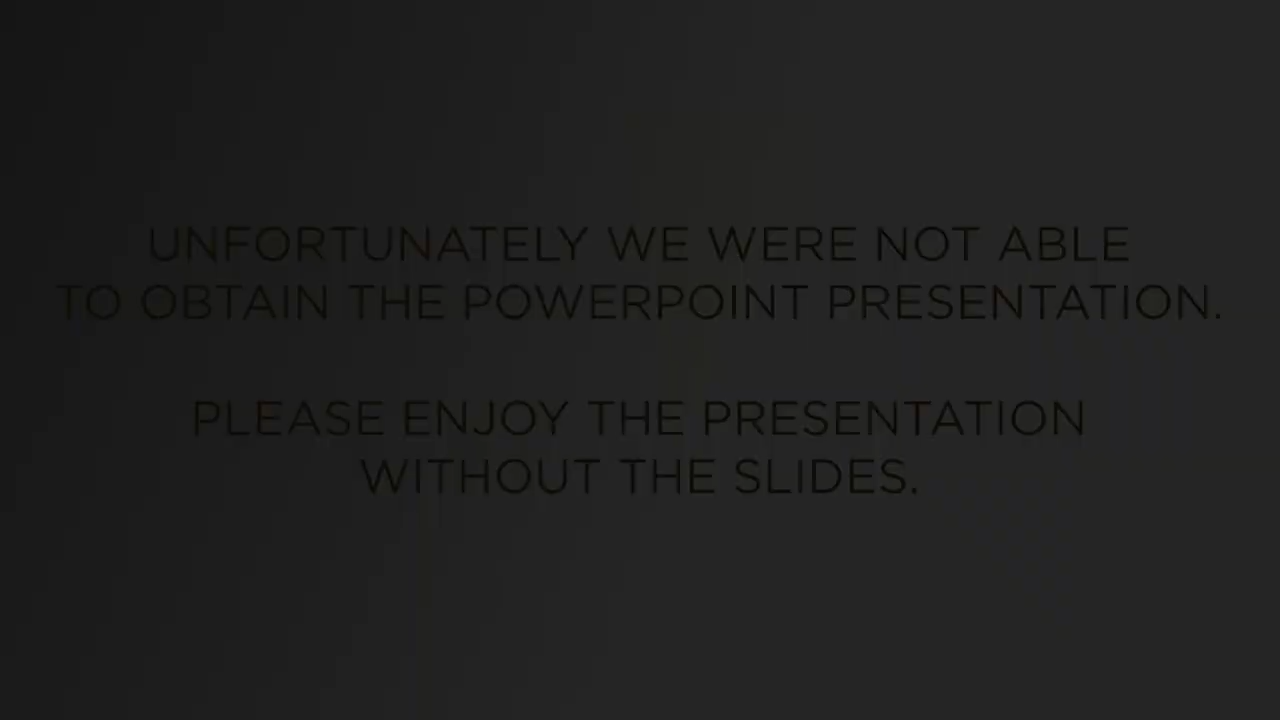 UNFORTUNATELY WE WERE NOT ABLE
TO OBTAIN THE POWERPOINT PRESENTATION.
PLEASE ENJOY THE PRESENTATION
WITHOUT THE SLIDES.